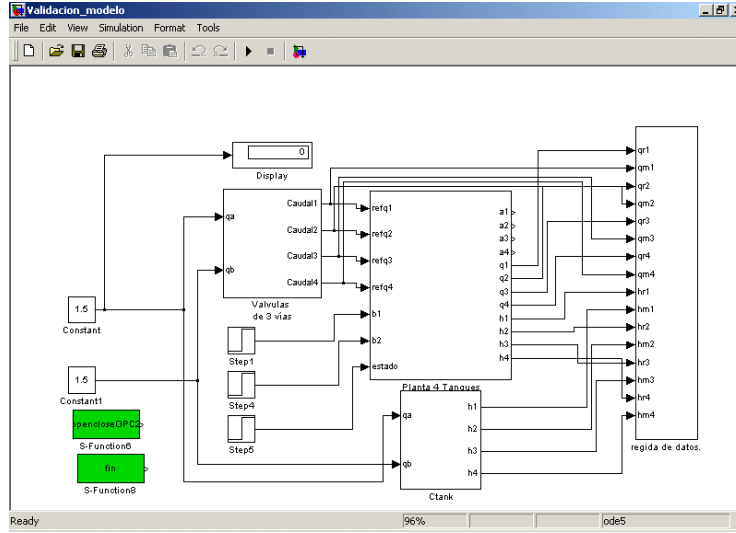 Validacion_modelo
File Edit View Simulation Format Tools
0
Display
qa
qb
Caudal1
Caudal2
Caudal3
Caudal4
Valvulas
de 3 vías
1.5
Constant
1.5
Constant1
Step1
Step4
Step5
refq1
refq2
refq3
refq4
b1
b2
estado
a1
a2
a3
a4
q1
q2
q3
q4
h1
h2
h3
h4
Planta 4 Tanques
qa
qb
h1
h2
h3
h4
Ctank
qr1
qm1
qr2
qm2
qr3
qm3
qr4
qm4
hr1
hm1
hr2
hm2
hr3
hm3
hr4
hm4
regida de datos.
opencloseOPC2
S-Function6
fin
S-Function8
Ready 96% ode5